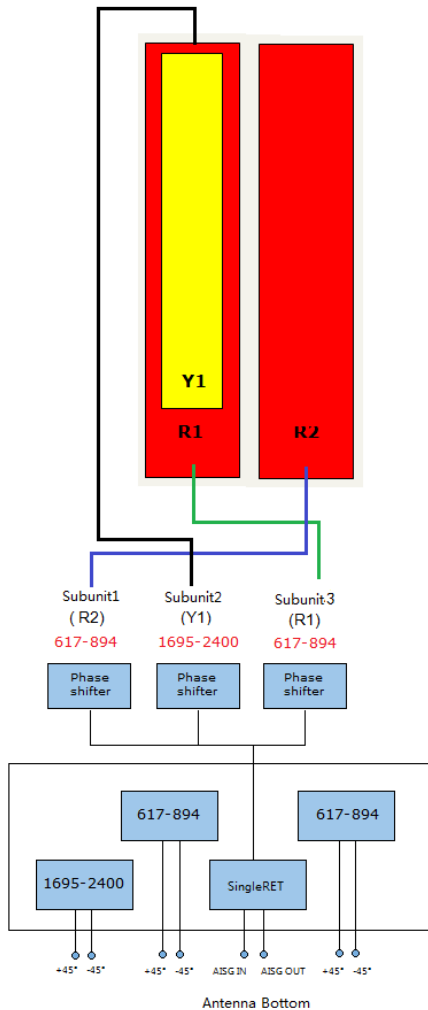 Y1
R1
R2
Subunit1
( R2)
617-894
Subunit2
(Y1)
1695-2400
Subunit3
(R1)
617-894
Phase
shifter
Phase
shifter
Phase
shifter
617-894
617-894
1695-2400
SingleRET
+45° -45°
+45° -45°
AISG IN
AISG OUT
+45° -45°
Antenna Bottom